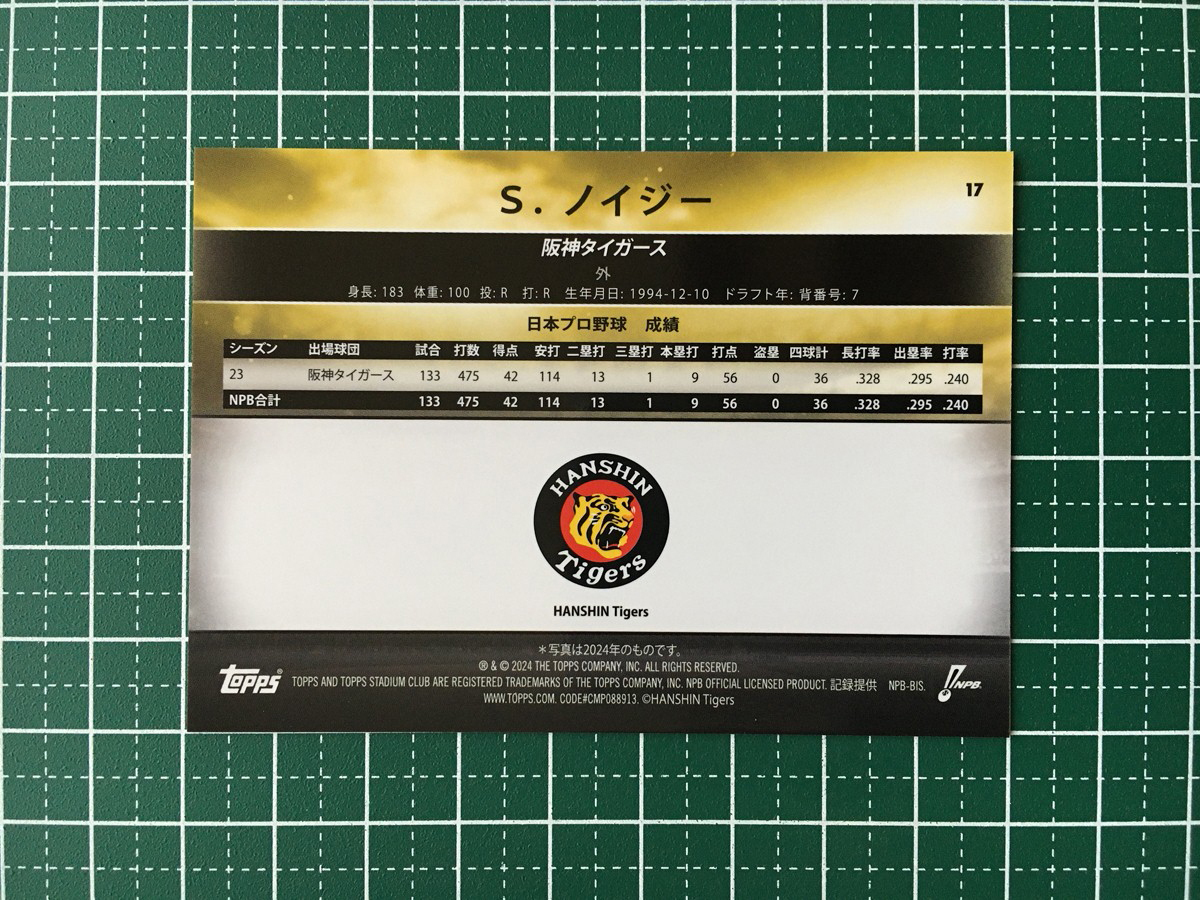 S. ノイジー
17
阪神タイガース
外
身長: 183 体重: 100 投: R 打: R 生年月日: 1994-12-10 ドラフト年: 背番号: 7
日本プロ野球 成績
シーズン 出場球団 試合 打数 得点 安打 二塁打 三塁打 本塁打 打点 盗塁 四球計 長打率 出塁率 打率
23 阪神タイガース 133 475 42 114 13 1 9 56 0 36 .328 .295 .240
NPB合計 133 475 42 114 13 1 9 56 0 36 .328 .295 .240
HANSHIN
Tigers
HANSHIN Tigers
＊写真は2024年のものです。
® & © 2024 THE TOPPS COMPANY, INC. ALL RIGHTS RESERVED.
topps® TOPPS AND TOPPS STADIUM CLUB ARE REGISTERED TRADEMARKS OF THE TOPPS COMPANY, INC. NPB OFFICIAL LICENSED PRODUCT. 記録提供 NPB-BIS. NPB
WWW.TOPPS.COM. CODE#CMP088913. ©HANSHIN Tigers